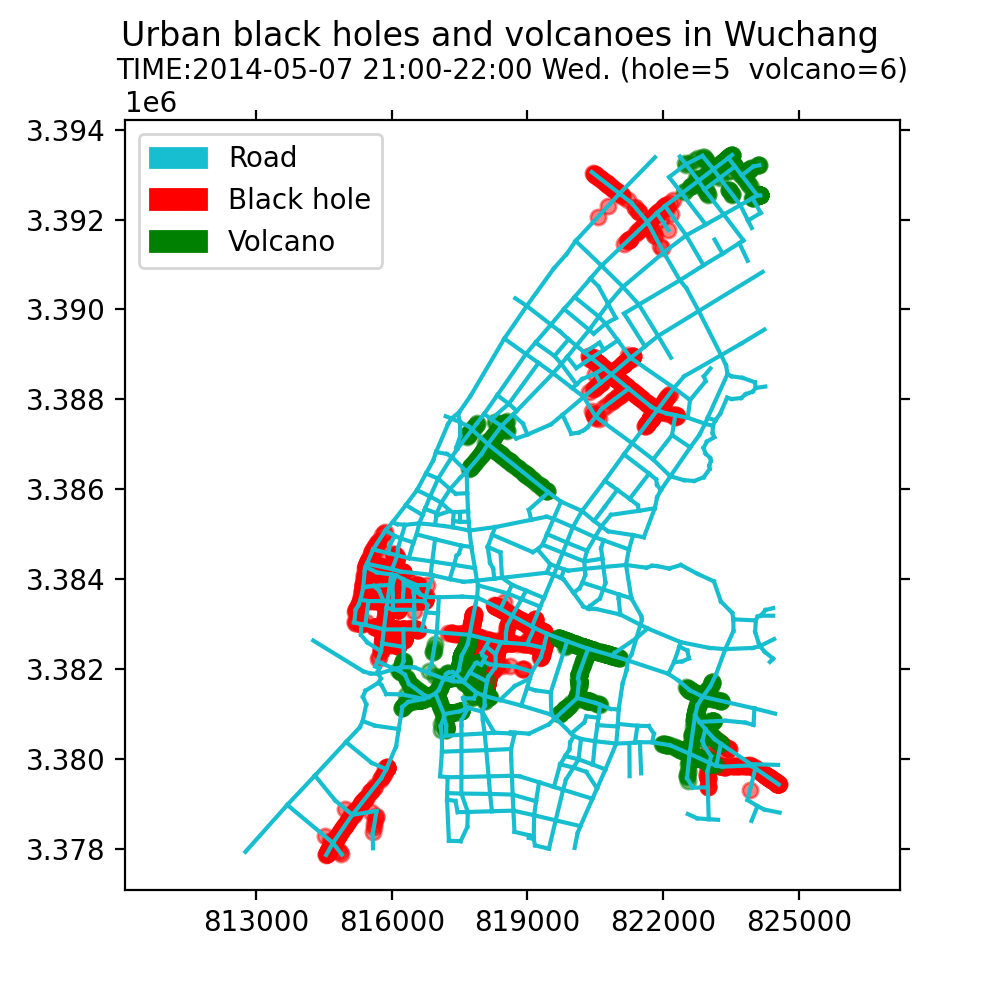 Urban black holes and volcanoes in Wuchang
TIME:2014-05-07 21:00-22:00 Wed. (hole=5  volcano=6)
1e6
3.394
3.392
3.390
3.388
3.386
3.384
3.382
3.380
3.378
Road
Black hole
Volcano
813000 816000 819000 822000 825000